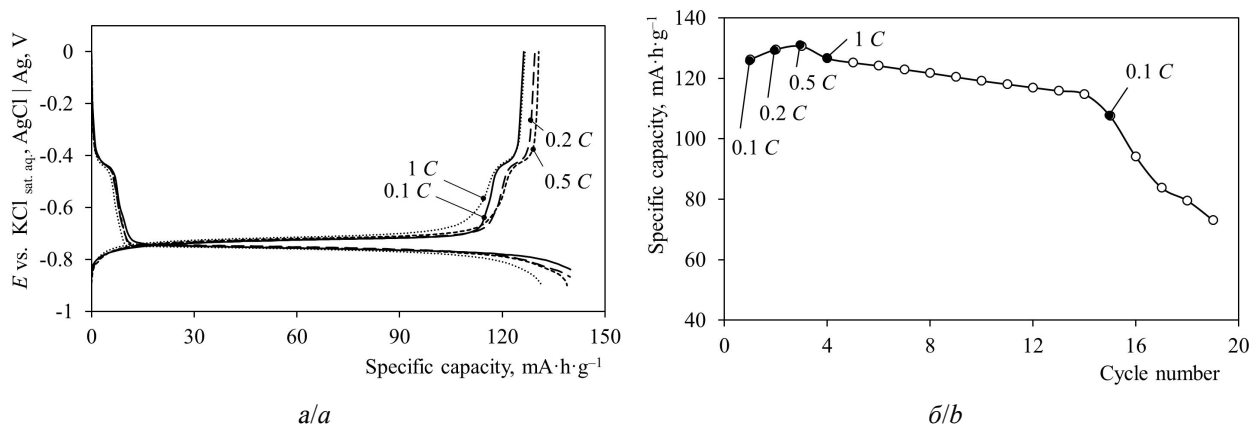 E vs. KCl sat. aq., AgCl | Ag, V
0
-0.2
-0.4
-0.6
-0.8
-1
0.2 C
1 C
0.5 C
0.1 C
0
30
60
90
120
150
Specific capacity, mA·h·g⁻¹
a/a
Specific capacity, mA·h·g⁻¹
140
120
100
80
60
40
1 C
0.5 C
0.2 C
0.1 C
0.1 C
0
4
8
12
16
20
Cycle number
б/b